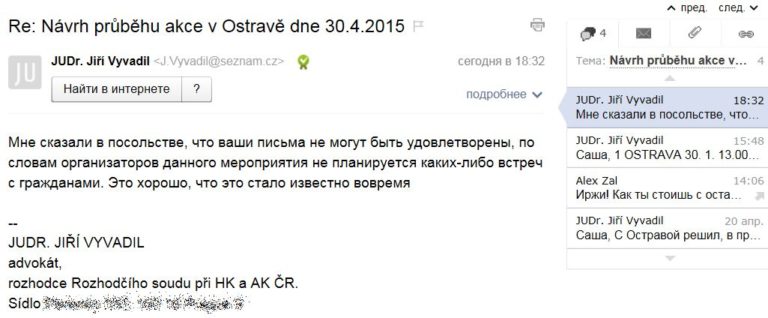 Re: Návrh průběhu akce v Ostravě dne 30.4.2015
JU
JUDr. Jiří Vyvadil <J.Vyvadil@seznam.cz>
сегодня в 18:32
Найти в интернете ?
подробнее
Мне сказали в посольстве, что ваши письма не могут быть удовлетворены, по
словам организаторов данного мероприятия не планируется каких-либо встреч
с гражданами. Это хорошо, что это стало известно вовремя
--
JUDR. JIŘÍ VYVADIL
advokát,
rozhodce Rozhodčího soudu při HK a AK ČR.
Sídlo
пред. след.
4
Тема: Návrh průběhu akce v... 4
JUDr. Jiří Vyvadil 18:32
Мне сказали в посольстве, что...
JUDr. Jiří Vyvadil 15:48
Саша, 1 OSTRAVA 30. 1. 13.00...
Alex Zal 14:06
Иржи! Как ты стоишь с оста...
JUDr. Jiří Vyvadil 20 апр.
Саша, С Остравой решил, в пр...